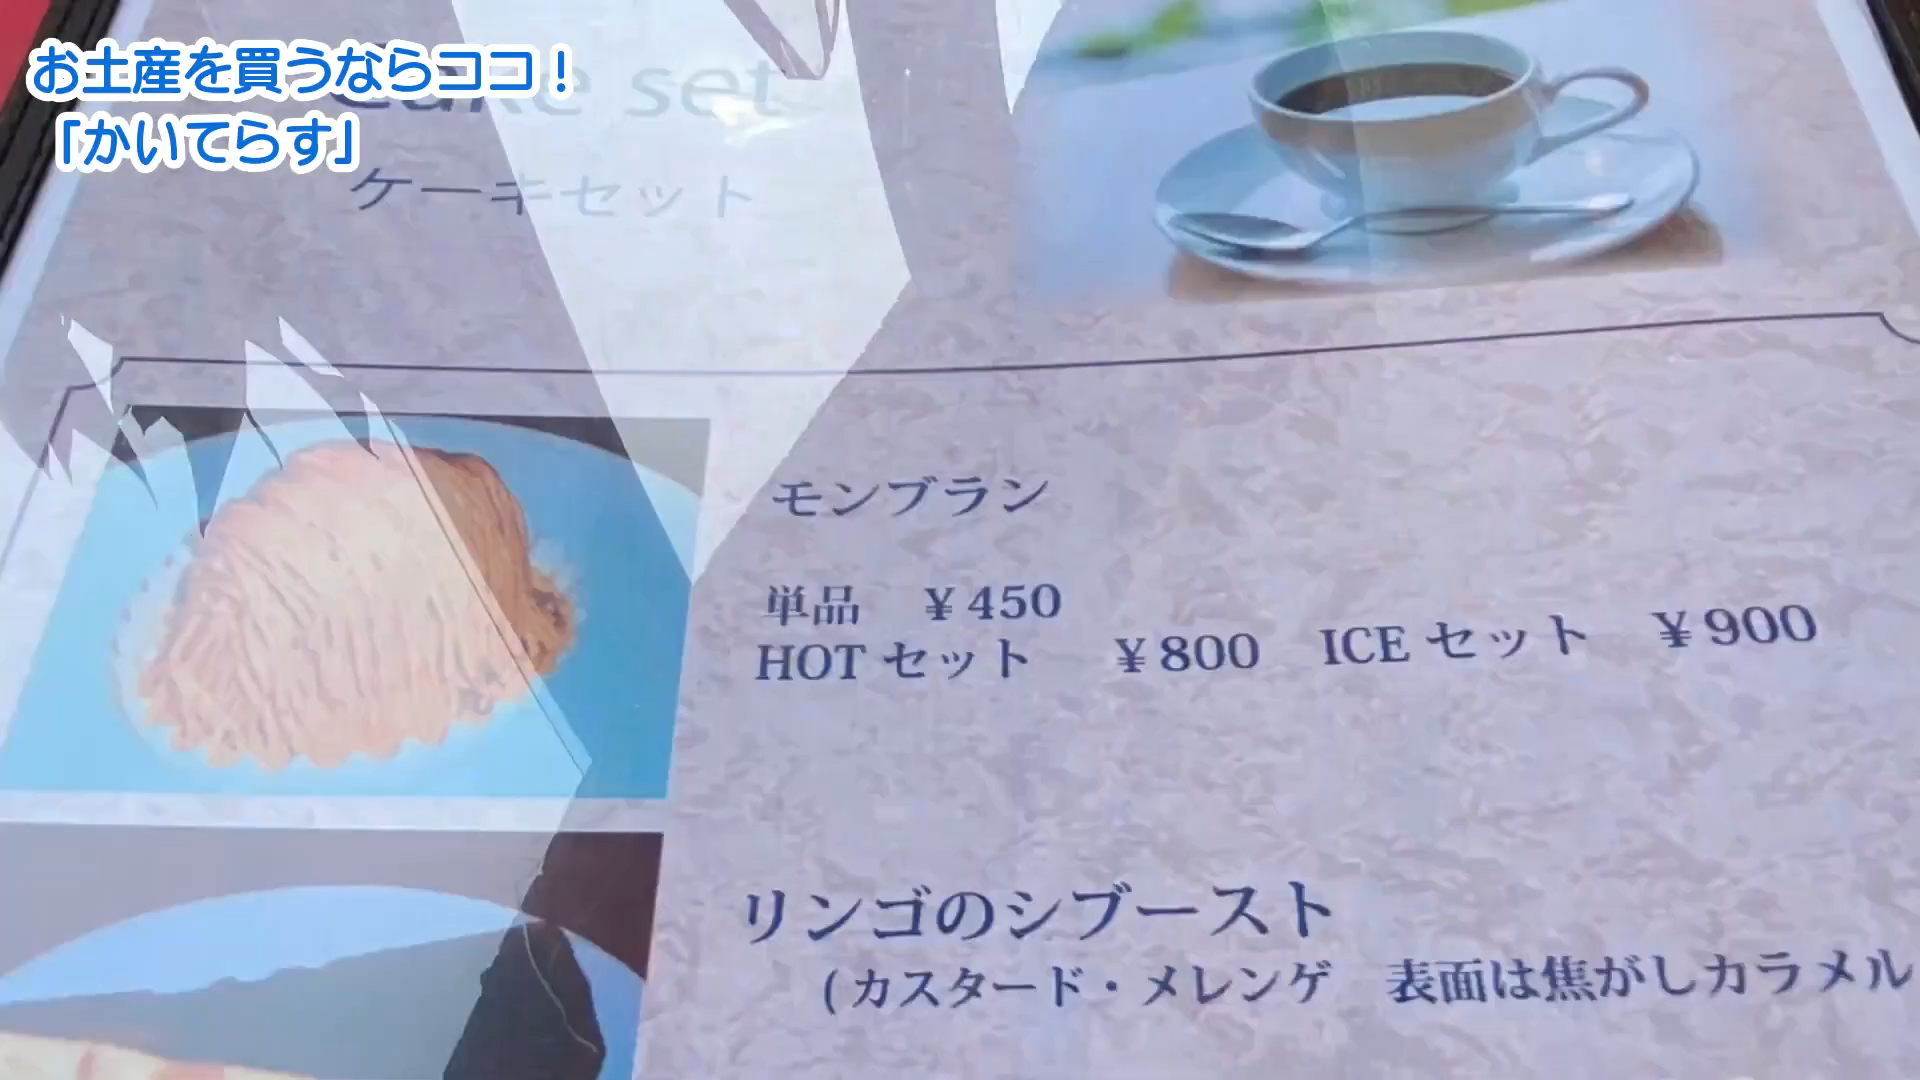 お土産を買うならココ！
「かいてらす」
Cake set
ケーキセット
モンブラン
単品 ¥450
HOT セット ¥800 ICE セット ¥900
リンゴのシブースト
(カスタード・メレンゲ 表面は焦がしカラメル